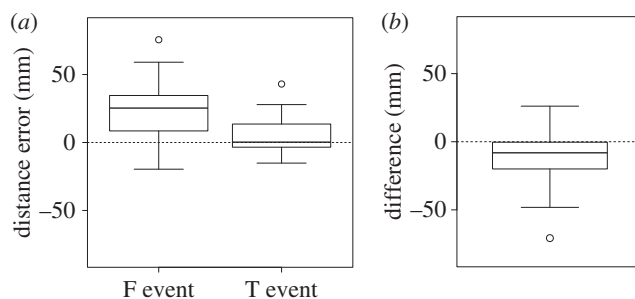 (a)
distance error (mm)
50
0
−50
F event
T event
(b)
difference (mm)
50
0
−50